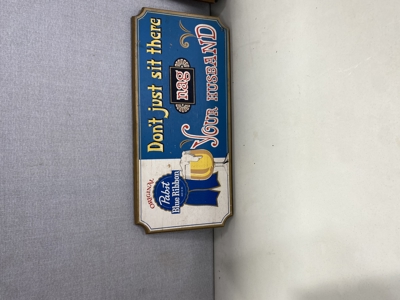 ORIGINAL
Pabst
Blue Ribbon
Don't just sit there
nag
YOUR HUSBAND